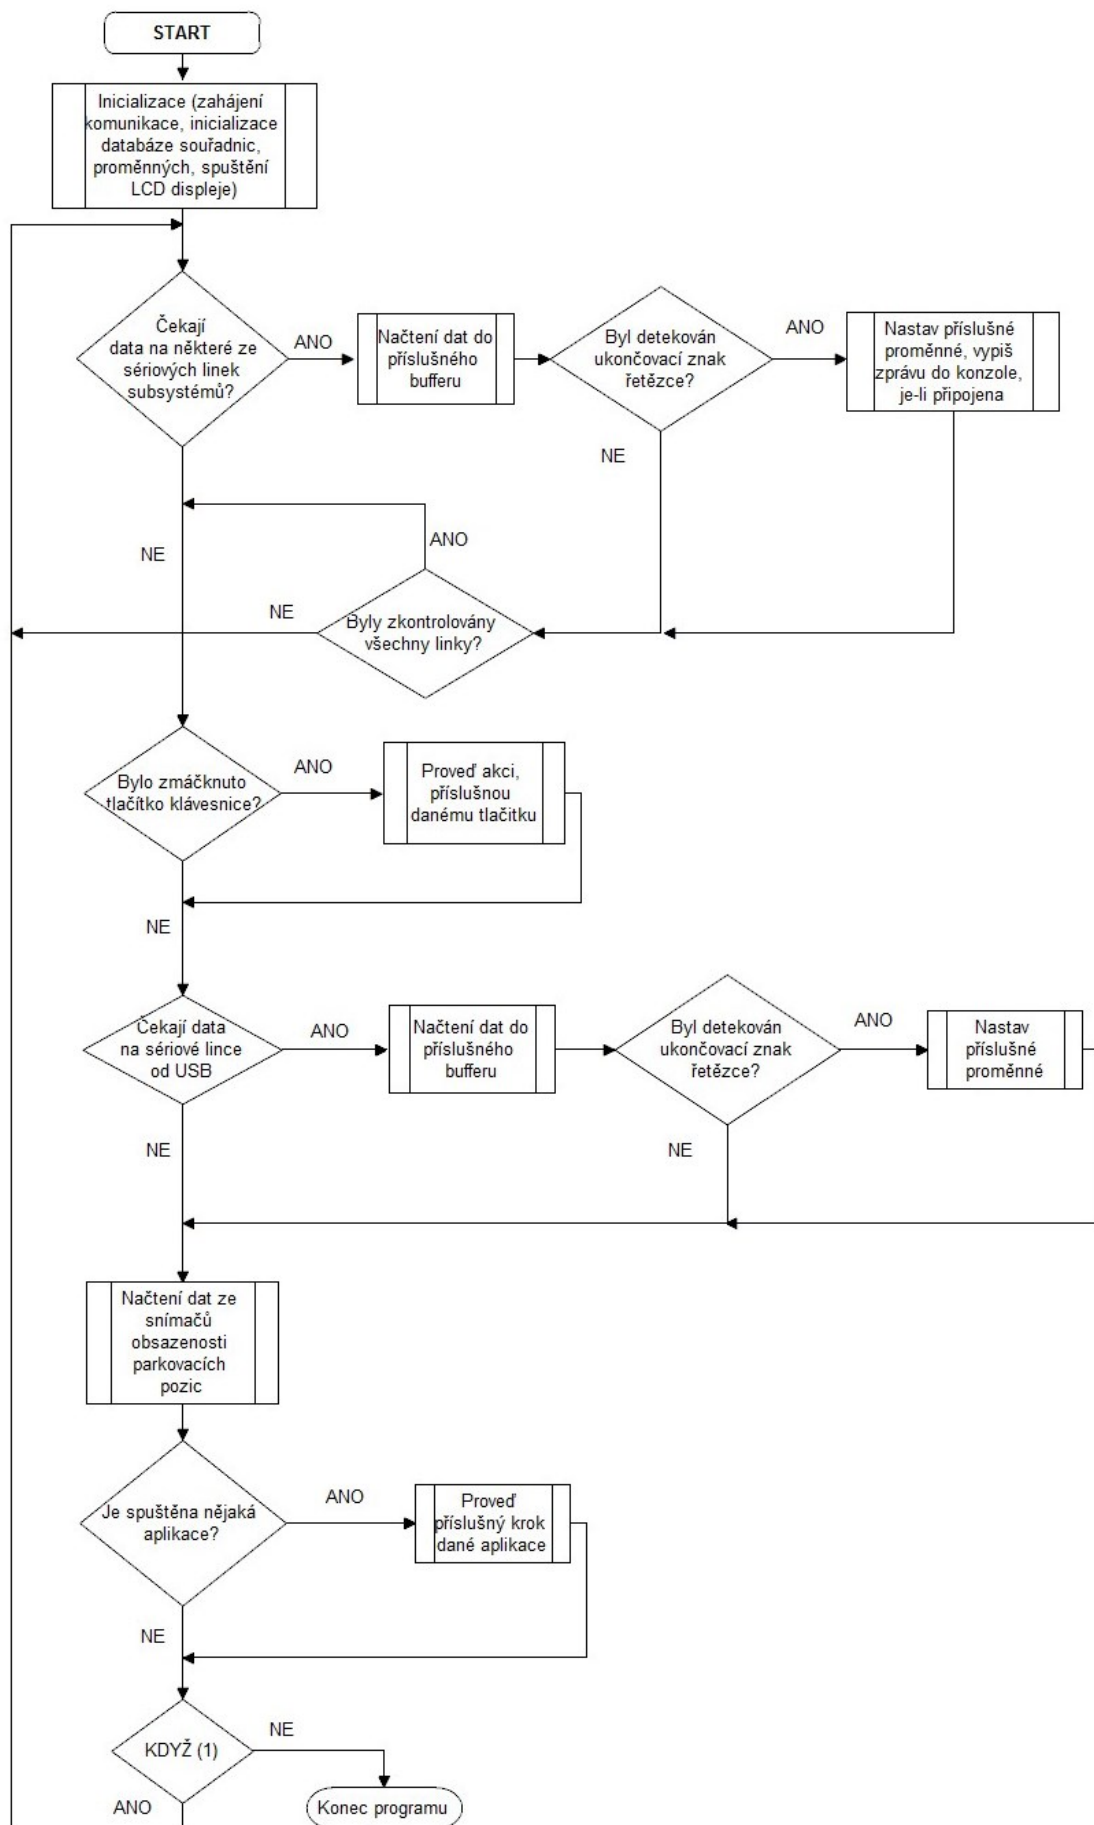 START
Inicializace (zahájení
komunikace, inicializace
databáze souřadnic,
proměnných, spuštění
LCD displeje)
Čekají
data na některé ze
sériových linek
subsystémů?
ANO
Načtení dat do
příslušného
bufferu
Byl detekován
ukončovací znak
řetězce?
ANO
Nastav příslušné
proměnné, vypiš
zprávu do konzole,
je-li připojena
NE
NE
ANO
NE
Byly zkontrolovány
všechny linky?
Bylo zmáčknuto
tlačítko klávesnice?
ANO
Proveď akci,
příslušnou
danému tlačitku
NE
Čekají data
na sériové lince
od USB
ANO
Načtení dat do
příslušného
bufferu
Byl detekován
ukončovací znak
řetězce?
ANO
Nastav
příslušné
proměnné
NE
NE
Načtení dat ze
snímačů
obsazenosti
parkovacích
pozic
Je spuštěna nějaká
aplikace?
ANO
Proveď
příslušný krok
dané aplikace
NE
KDYŽ (1)
NE
ANO
Konec programu